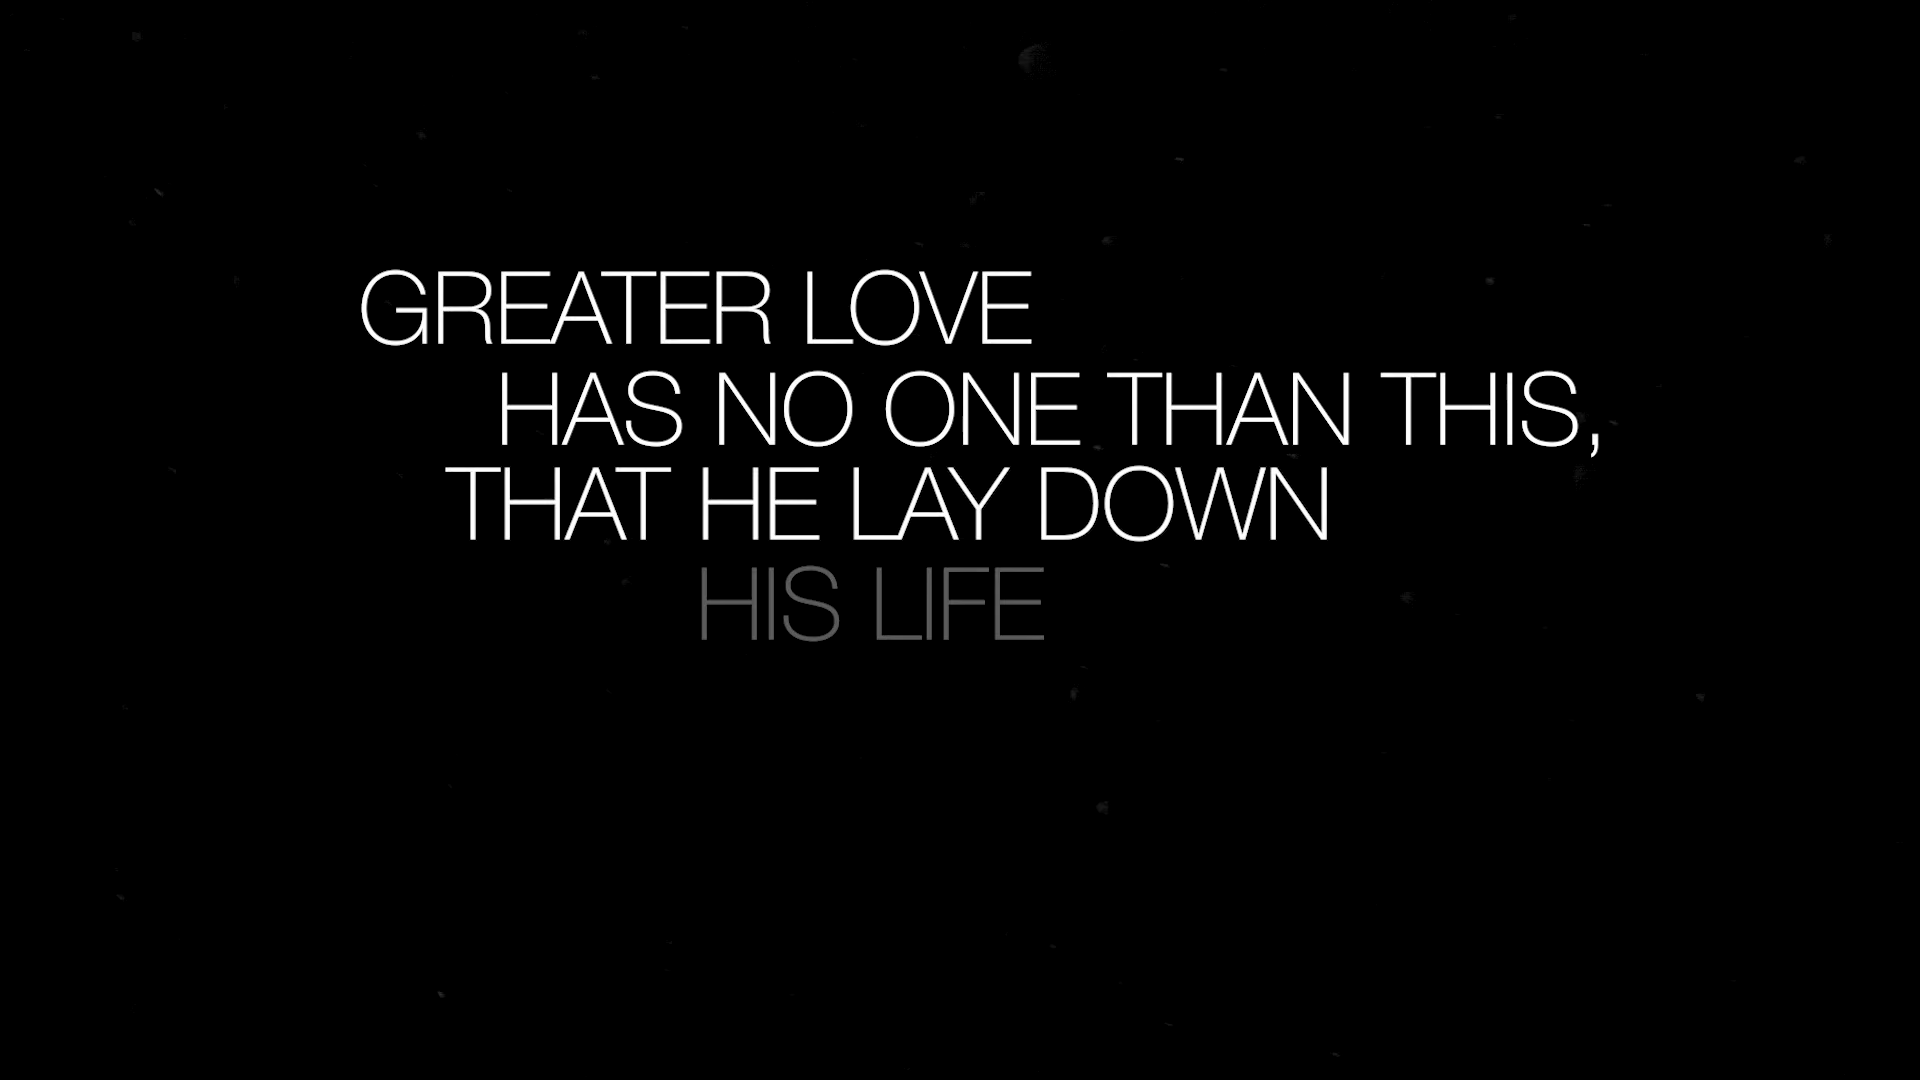 GREATER LOVE
HAS NO ONE THAN THIS,
THAT HE LAY DOWN
HIS LIFE